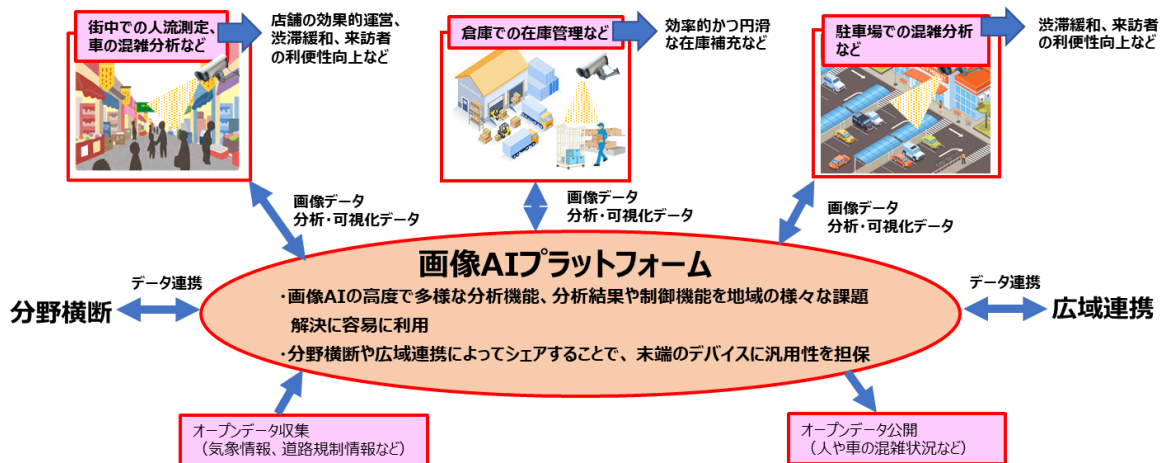 街中での人流測定、
車の混雑分析など
店舗の効果的運営、
渋滞緩和、来訪者
の利便性向上など
倉庫での在庫管理など
効率的かつ円滑
な在庫補充など
駐車場での混雑分析
など
渋滞緩和、来訪者
の利便性向上など
画像データ
分析・可視化データ
画像データ
分析・可視化データ
画像データ
分析・可視化データ
画像AIプラットフォーム
・画像AIの高度で多様な分析機能、分析結果や制御機能を地域の様々な課題
解決に容易に利用
・分野横断や広域連携によってシェアすることで、末端のデバイスに汎用性を担保
分野横断
データ連携
データ連携
広域連携
オープンデータ収集
（気象情報、道路規制情報など）
オープンデータ公開
（人や車の混雑状況など）